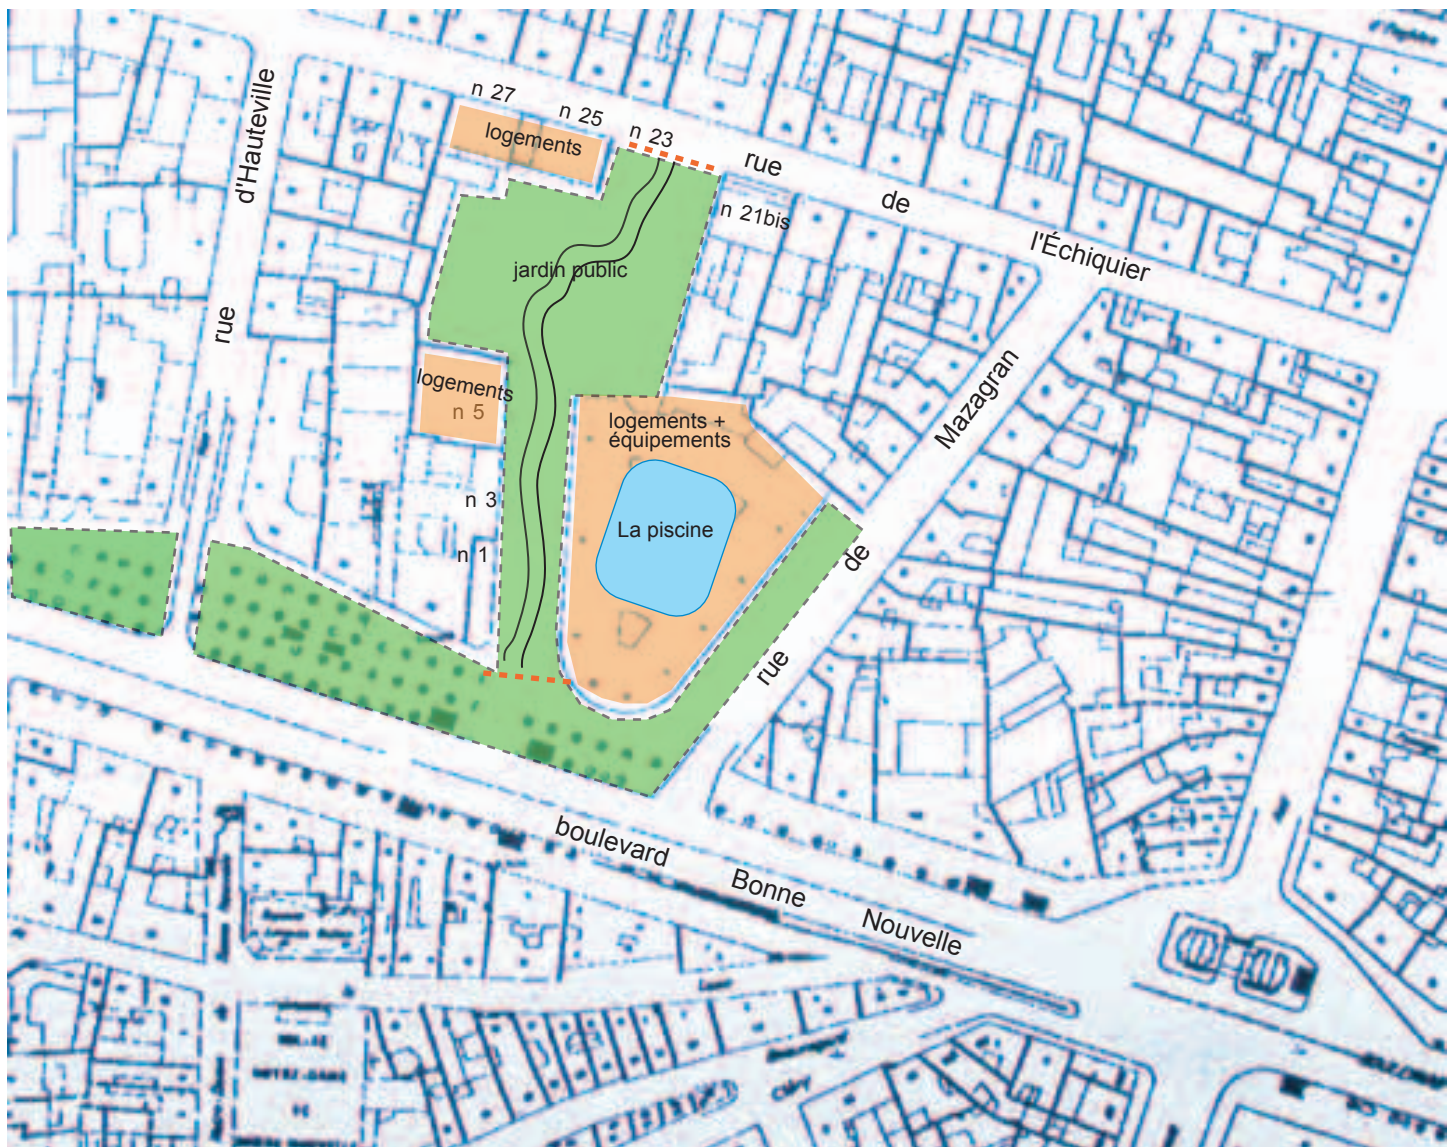 n 27
n 25
n 23
logements
rue
de
l'Échiquier
n 21bis
rue
d'Hauteville
jardin public
logements
n 5
logements +
équipements
La piscine
n 3
n 1
rue
de
Mazagran
boulevard
Bonne
Nouvelle
Cléry